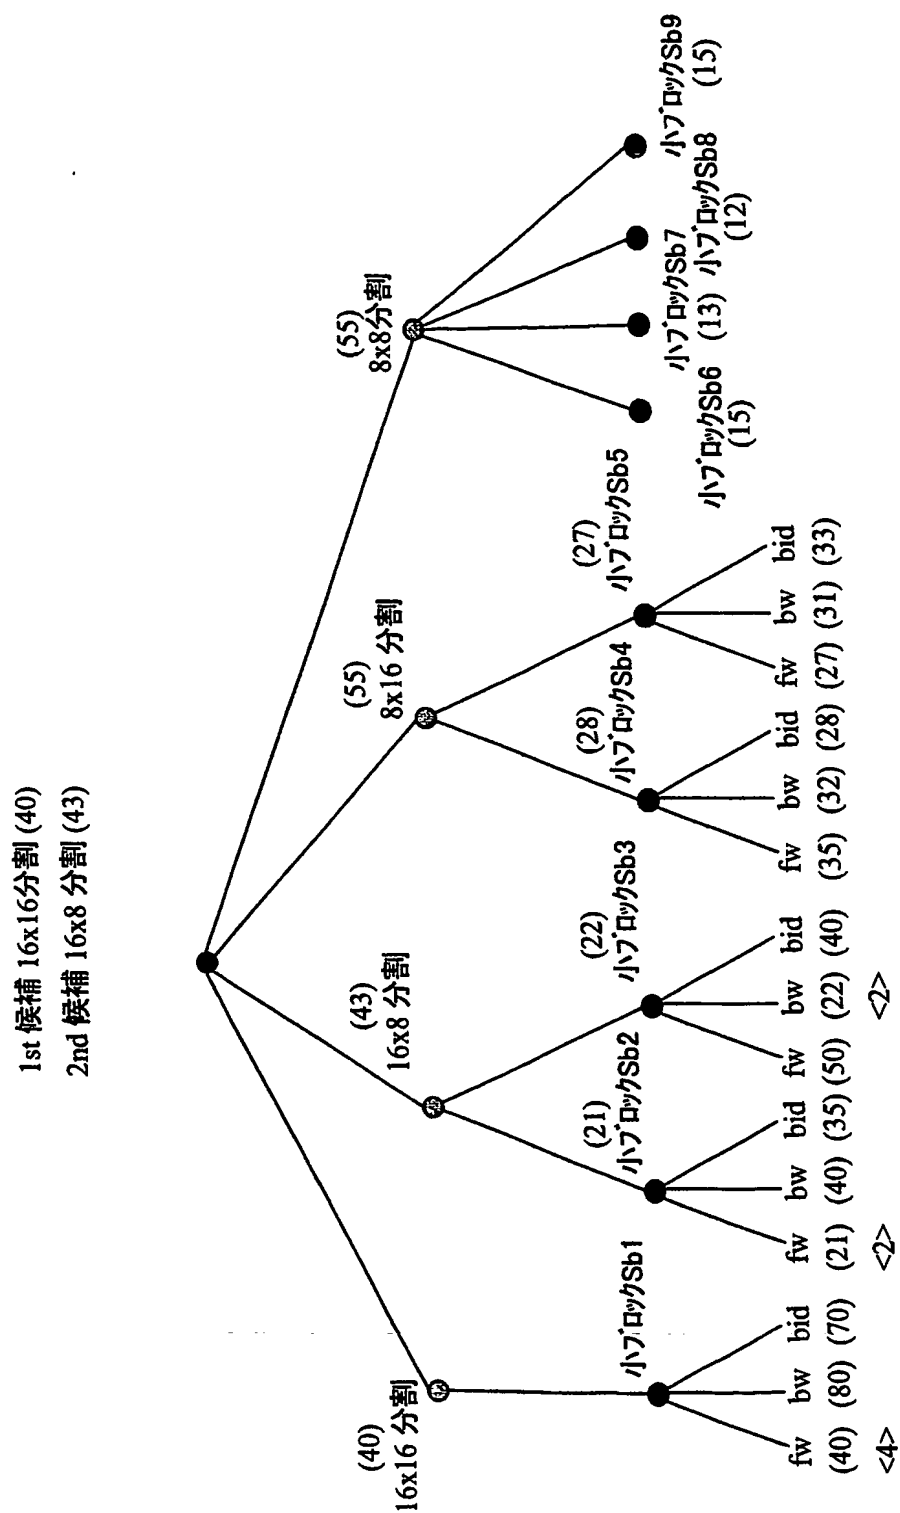 1st 候補 16x16分割 (40)
2nd 候補 16x8 分割 (43)
(40)
16x16 分割
(43)
16x8 分割
(55)
8x16 分割
(55)
8x8分割
小ブロックSb1
(21)
小ブロックSb2
(22)
小ブロックSb3
(28)
小ブロックSb4
(27)
小ブロックSb5
小ブロックSb6
(15)
小ブロックSb7
(13)
小ブロックSb8
(12)
小ブロックSb9
(15)
fw bw bid fw bw bid fw bw bid fw bw bid fw bw bid
(40) (80) (70) (21) (40) (35) (50) (22) (40) (35) (32) (28) (27) (31) (33)
<4> <2> <2>